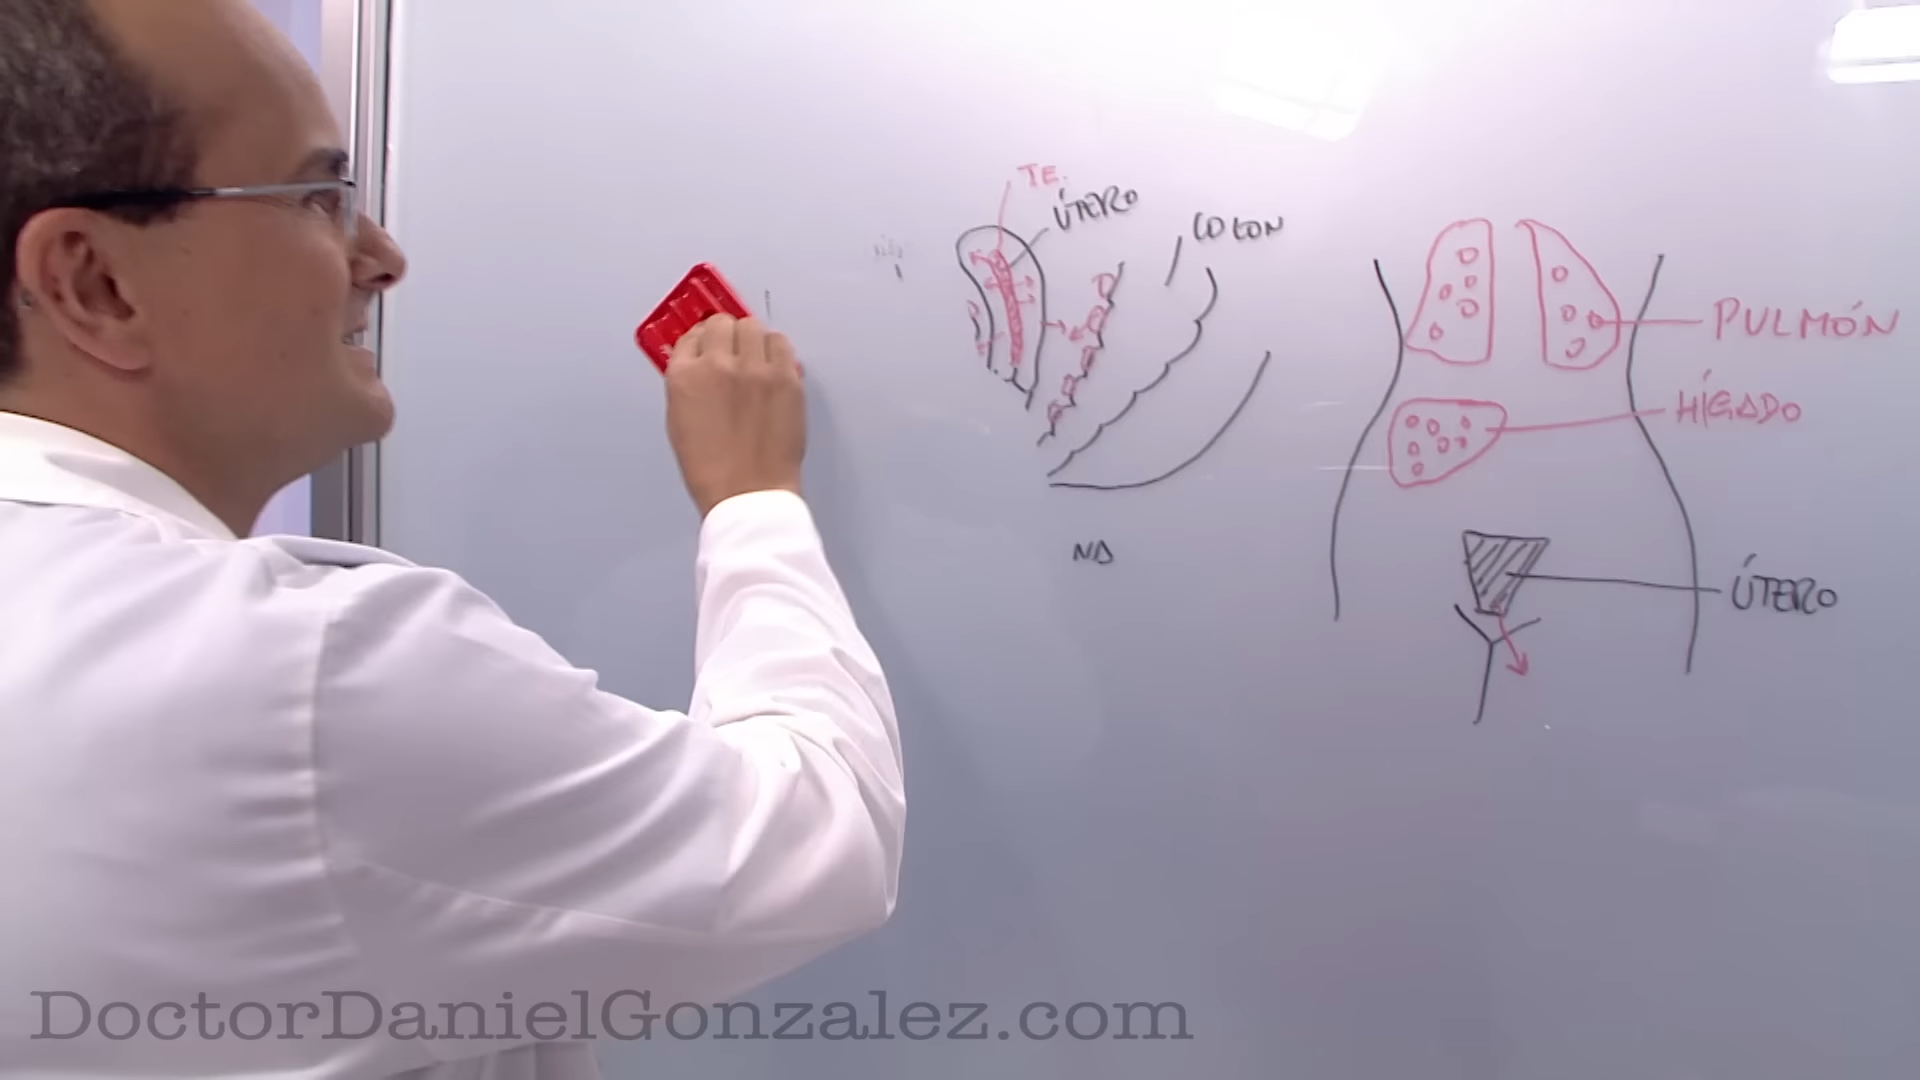 TE.
ÚTERO
COLON
PULMÓN
HÍGADO
ND
ÚTERO
DoctorDanielGonzalez.com